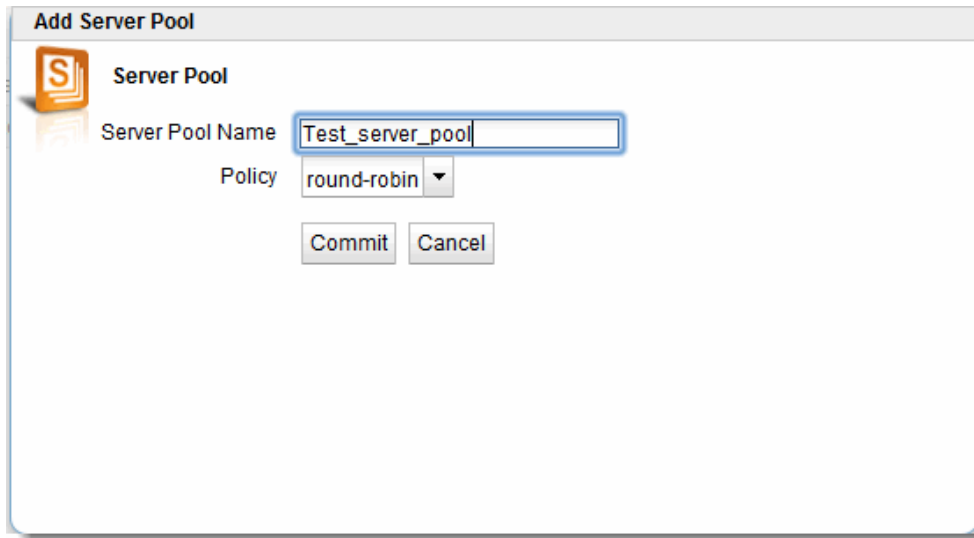 Add Server Pool
S
Server Pool
Server Pool Name Test_server_pool
Policy round-robin
Commit Cancel